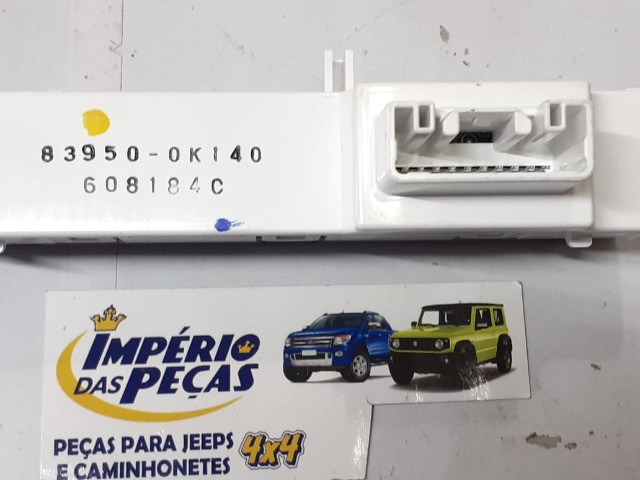 83950-0K140
608184C
IMPÉRIO
DAS PEÇAS
PEÇAS PARA JEEPS
E CAMINHONETES 4x4